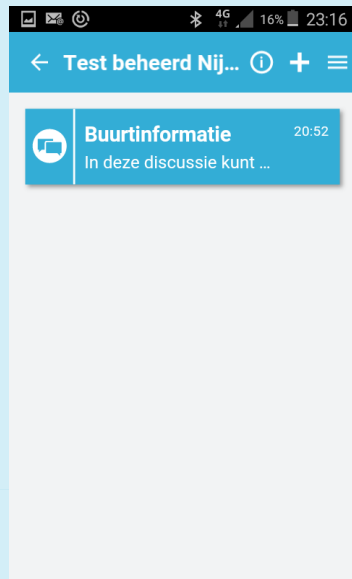 4G 16% 23:16
Test beheerd Nij...
Buurtinformatie 20:52
In deze discussie kunt ...